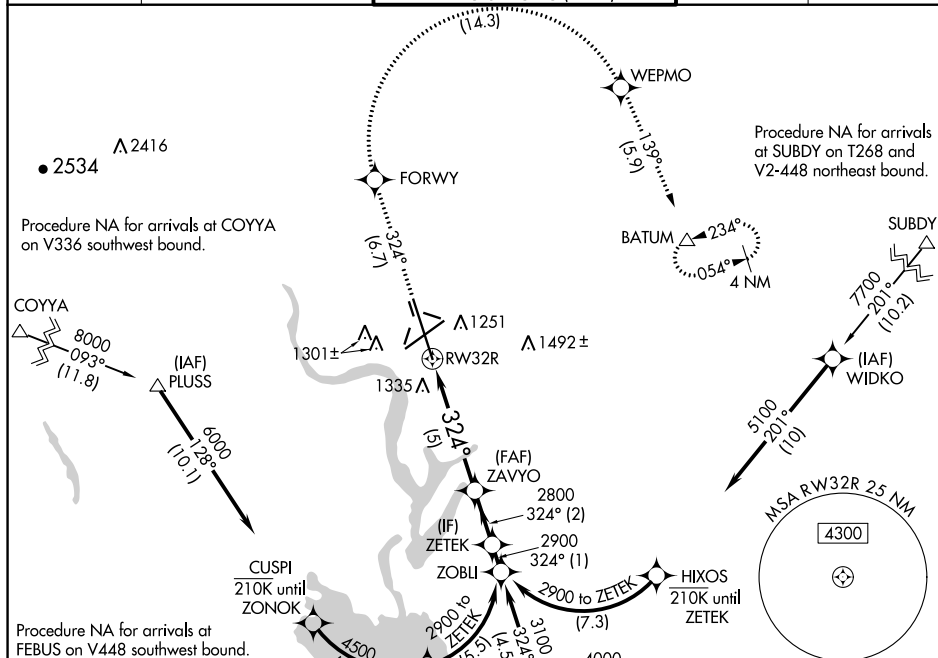 (14.3)
WEPMO
2416
2534
139°
(5.9)
Procedure NA for arrivals
at SUBDY on T268 and
V2-448 northeast bound.
FORWY
Procedure NA for arrivals at COYYA
on V336 southwest bound.
324°
(6.7)
BATUM
234°
054°
4 NM
SUBDY
7700
201°
(10.2)
COYYA
8000
093°
(11.8)
(IAF)
PLUSS
1301±
1251
1492±
RW32R
1335
(IAF)
WIDKO
6000
128°
(10.1)
324°
(5)
5100
201°
(10)
(FAF)
ZAVYO
2800
324° (2)
(IF)
ZETEK
2900
324° (1)
ZOBLI
MSA RW32R 25 NM
4300
CUSPI
210K until
ZONOK
2900 to ZETEK
(7.3)
HIXOS
210K until
ZETEK
Procedure NA for arrivals at
FEBUS on V448 southwest bound.
4500
2900 to
ZETEK
(5.5)
3100
324°
(4.5
4000